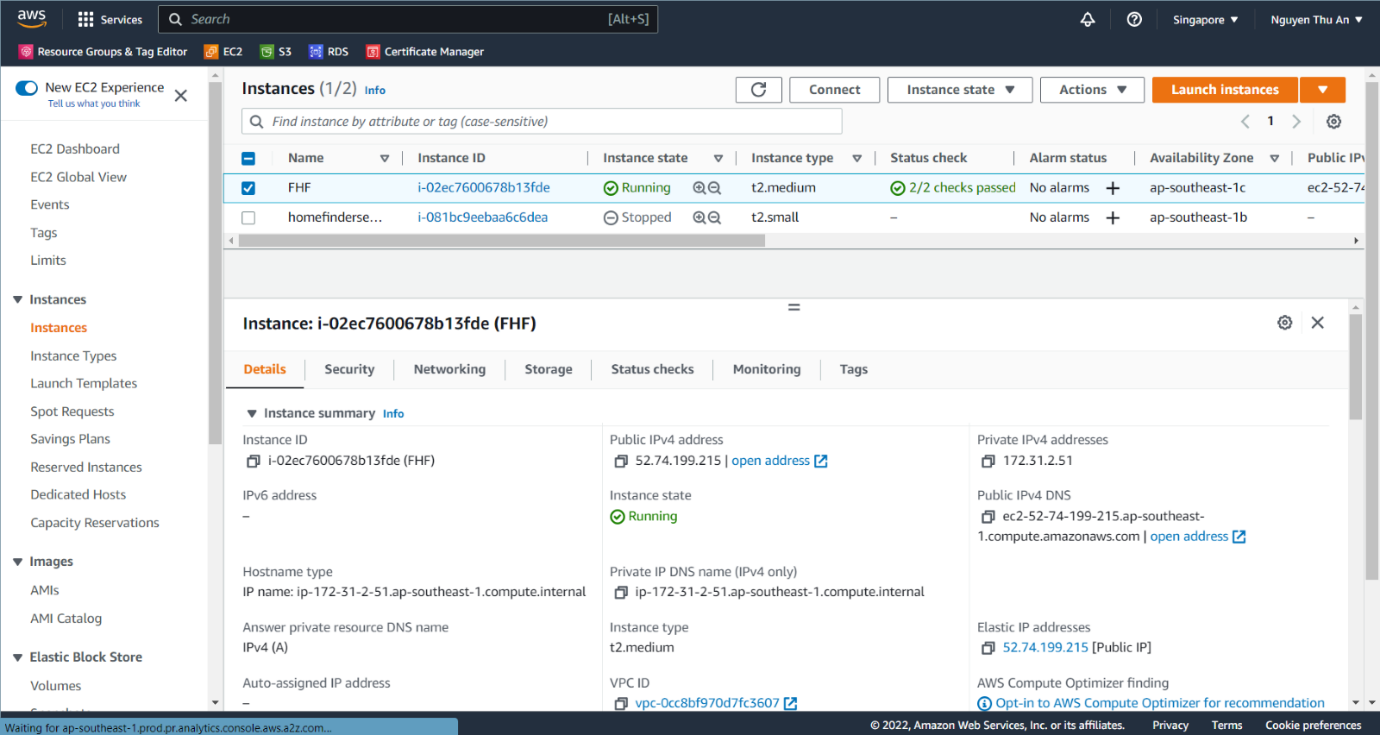 aws Services Search [Alt+S] Singapore ▼ Nguyen Thu An ▼
Resource Groups & Tag Editor EC2 S3 RDS Certificate Manager
New EC2 Experience
Tell us what you think
EC2 Dashboard
EC2 Global View
Events
Tags
Limits
Instances
Instances
Instance Types
Launch Templates
Spot Requests
Savings Plans
Reserved Instances
Dedicated Hosts
Capacity Reservations
Images
AMIs
AMI Catalog
Elastic Block Store
Volumes
Instances (1/2) Info Connect Instance state ▼ Actions ▼ Launch instances ▼
Find instance by attribute or tag (case-sensitive) 1
Name Instance ID Instance state Instance type Status check Alarm status Availability Zone Public IPv
FHF i-02ec7600678b13fde Running t2.medium 2/2 checks passed No alarms + ap-southeast-1c ec2-52-74
homefinderse... i-081bc9eebaa6c6dea Stopped t2.small – No alarms + ap-southeast-1b –
Instance: i-02ec7600678b13fde (FHF)
Details Security Networking Storage Status checks Monitoring Tags
Instance summary Info
Instance ID
i-02ec7600678b13fde (FHF)
Public IPv4 address
52.74.199.215 | open address
Private IPv4 addresses
172.31.2.51
IPv6 address
–
Instance state
Running
Public IPv4 DNS
ec2-52-74-199-215.ap-southeast-
1.compute.amazonaws.com | open address
Hostname type
IP name: ip-172-31-2-51.ap-southeast-1.compute.internal
Private IP DNS name (IPv4 only)
ip-172-31-2-51.ap-southeast-1.compute.internal
Answer private resource DNS name
IPv4 (A)
Instance type
t2.medium
Elastic IP addresses
52.74.199.215 [Public IP]
Auto-assigned IP address
–
VPC ID
vpc-0cc8bf970d7fc3607
AWS Compute Optimizer finding
Opt-in to AWS Compute Optimizer for recommendation
Waiting for ap-southeast-1.prod.pr.analytics.console.aws.a2z.com...
© 2022, Amazon Web Services, Inc. or its affiliates. Privacy Terms Cookie preferences